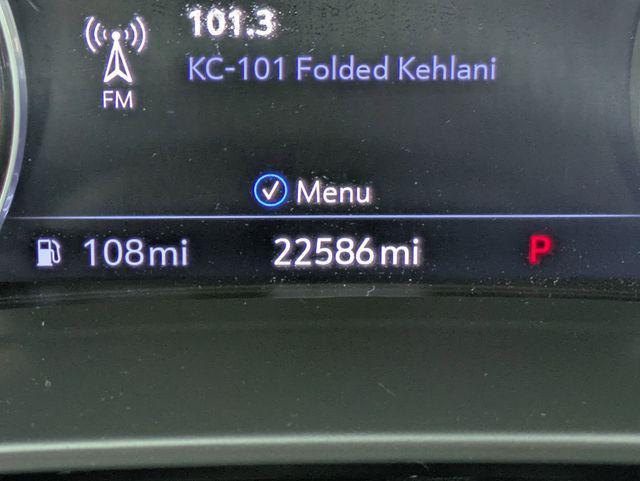 101.3
KC-101 Folded Kehlani
FM
Menu
108mi 22586mi P